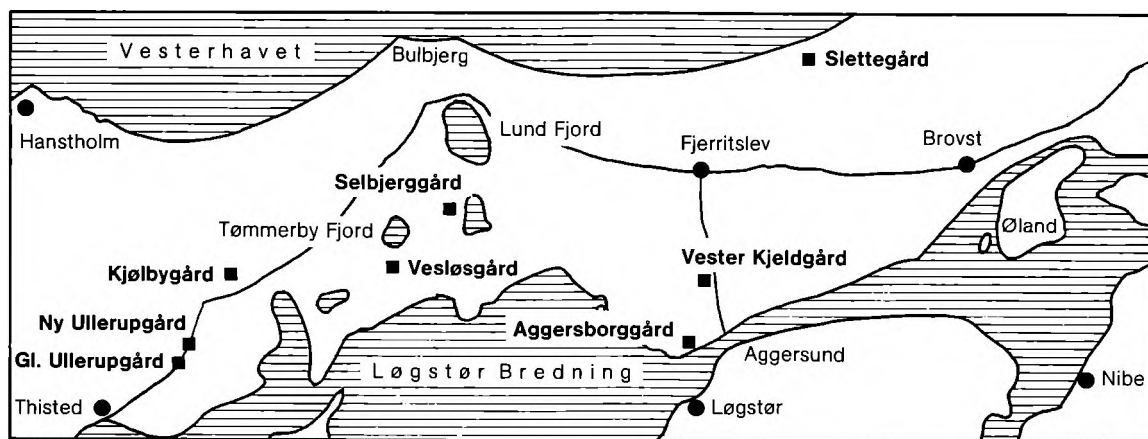 Vesterhavet
Bulbjerg
Slettegård
Hanstholm
Lund Fjord
Fjerritslev
Brovst
Selbjerggård
Tømmerby Fjord
Øland
Kjølbygård
Vesløsgård
Vester Kjeldgård
Ny Ullerupgård
Aggersborggård
Gl. Ullerupgård
Aggersund
Løgstør Bredning
Nibe
Thisted
Løgstør